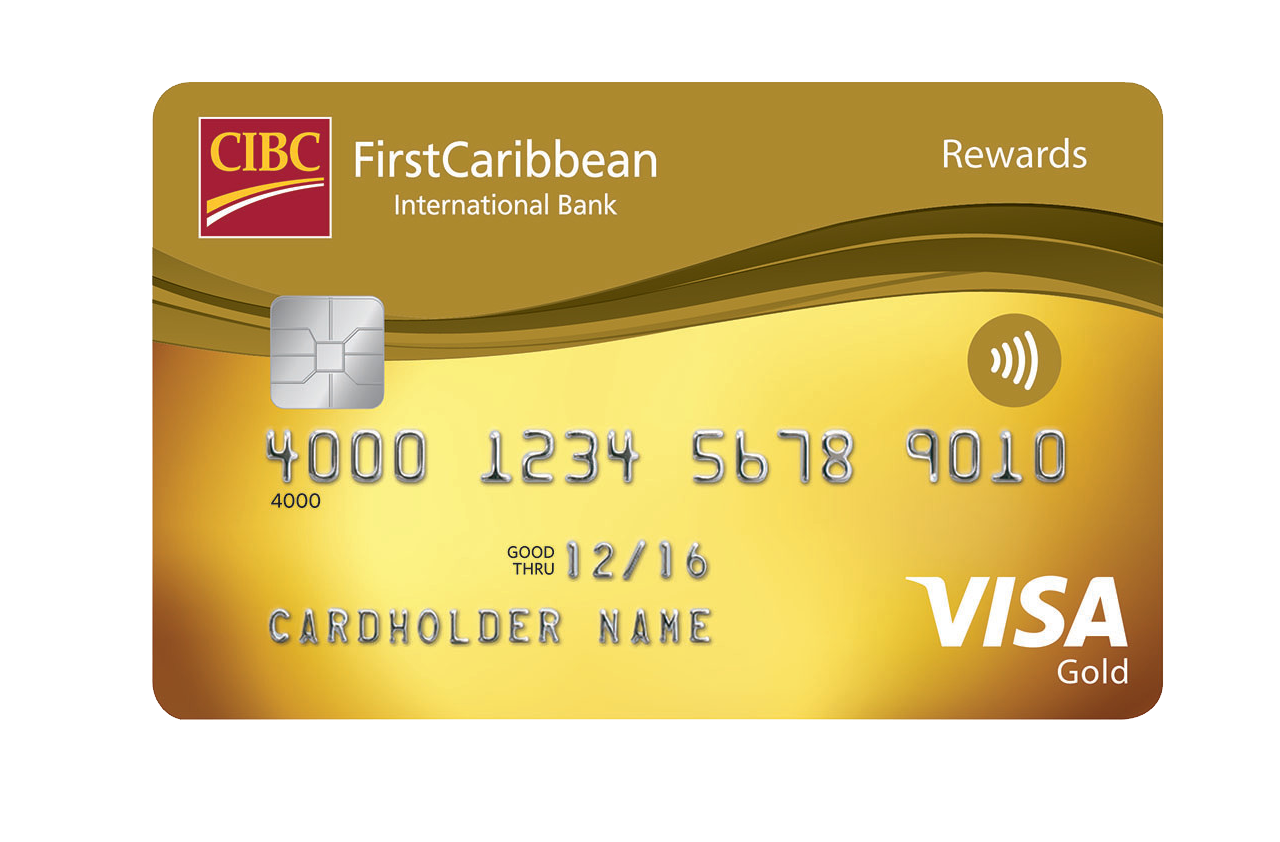 CIBC
FirstCaribbean
International Bank
Rewards
4000 1234 5678 9010
4000
GOOD THRU 12/16
CARDHOLDER NAME
VISA
Gold